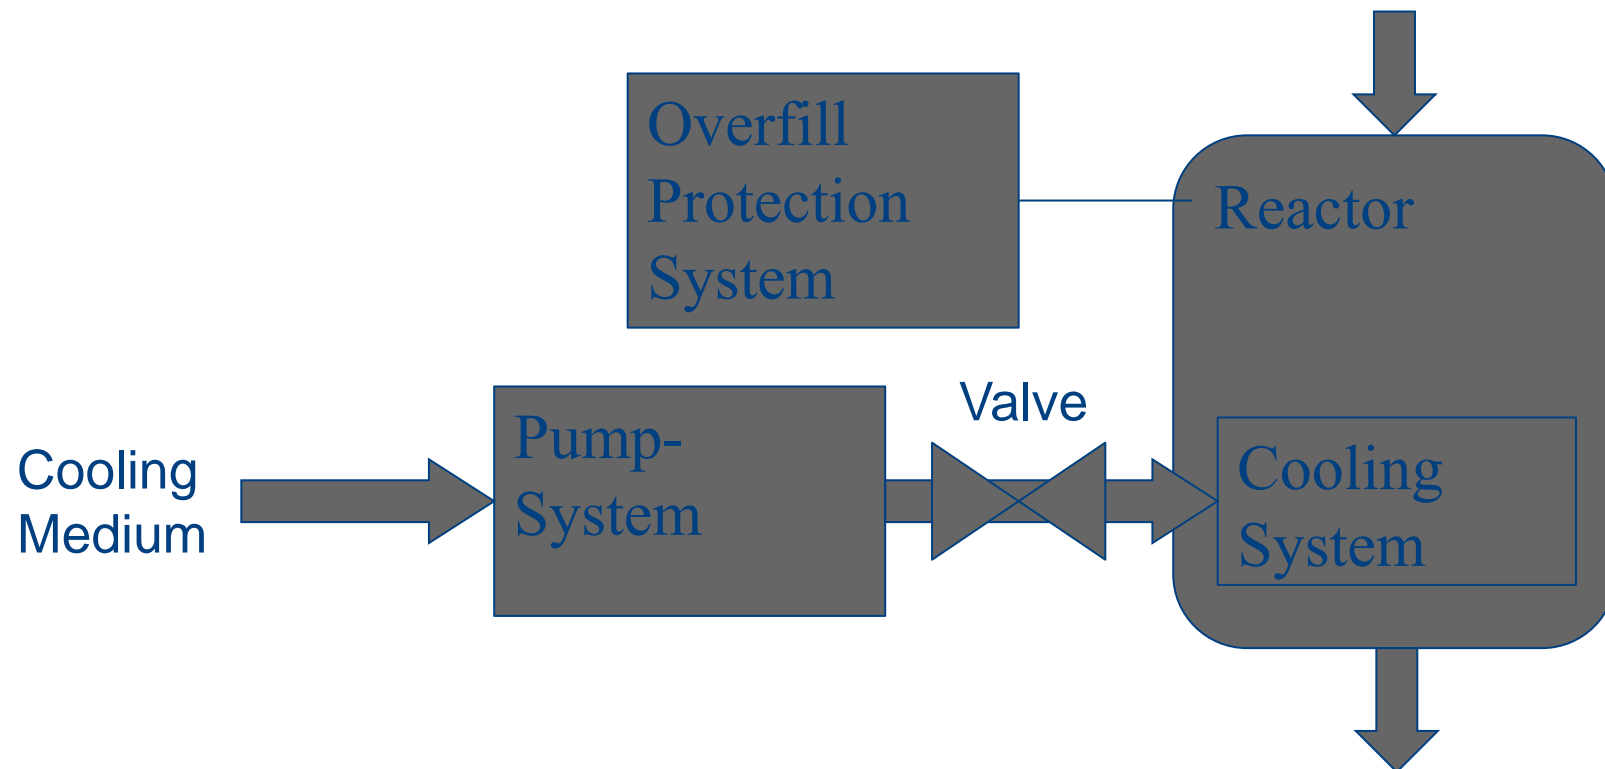 Overfill
Protection
System
Reactor
Valve
Pump-
System
Cooling
Medium
Cooling
System